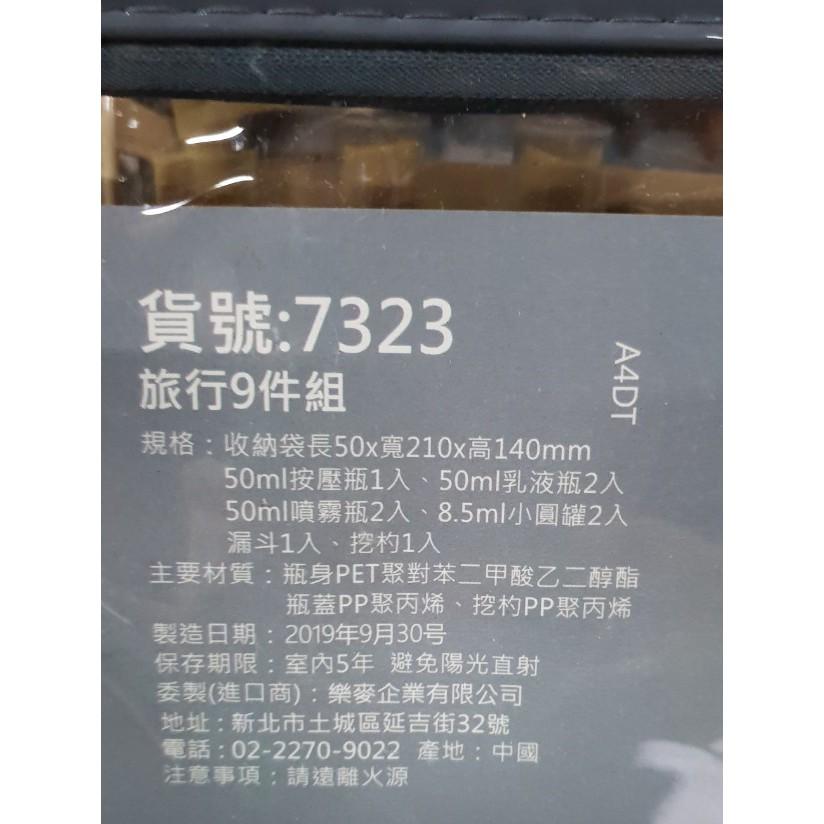 貨號:7323
A4DT
旅行9件組
規格：收納袋長50x寬210x高140mm
50ml按壓瓶1入、50ml乳液瓶2入
50ml噴霧瓶2入、8.5ml小圓罐2入
漏斗1入、挖杓1入
主要材質：瓶身PET聚對苯二甲酸乙二醇酯
瓶蓋PP聚丙烯、挖杓PP聚丙烯
製造日期：2019年9月30号
保存期限：室內5年 避免陽光直射
委製(進口商)：樂麥企業有限公司
地址：新北市土城區延吉街32號
電話：02-2270-9022 產地：中國
注意事項：請遠離火源